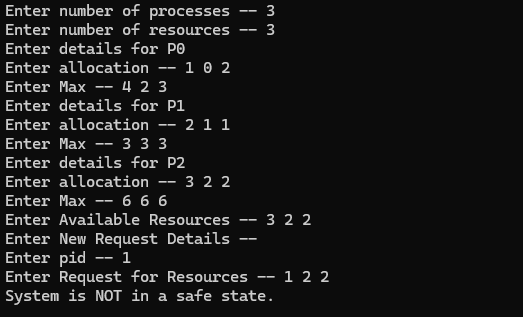 Enter number of processes -- 3
Enter number of resources -- 3
Enter details for P0
Enter allocation -- 1 0 2
Enter Max -- 4 2 3
Enter details for P1
Enter allocation -- 2 1 1
Enter Max -- 3 3 3
Enter details for P2
Enter allocation -- 3 2 2
Enter Max -- 6 6 6
Enter Available Resources -- 3 2 2
Enter New Request Details --
Enter pid -- 1
Enter Request for Resources -- 1 2 2
System is NOT in a safe state.